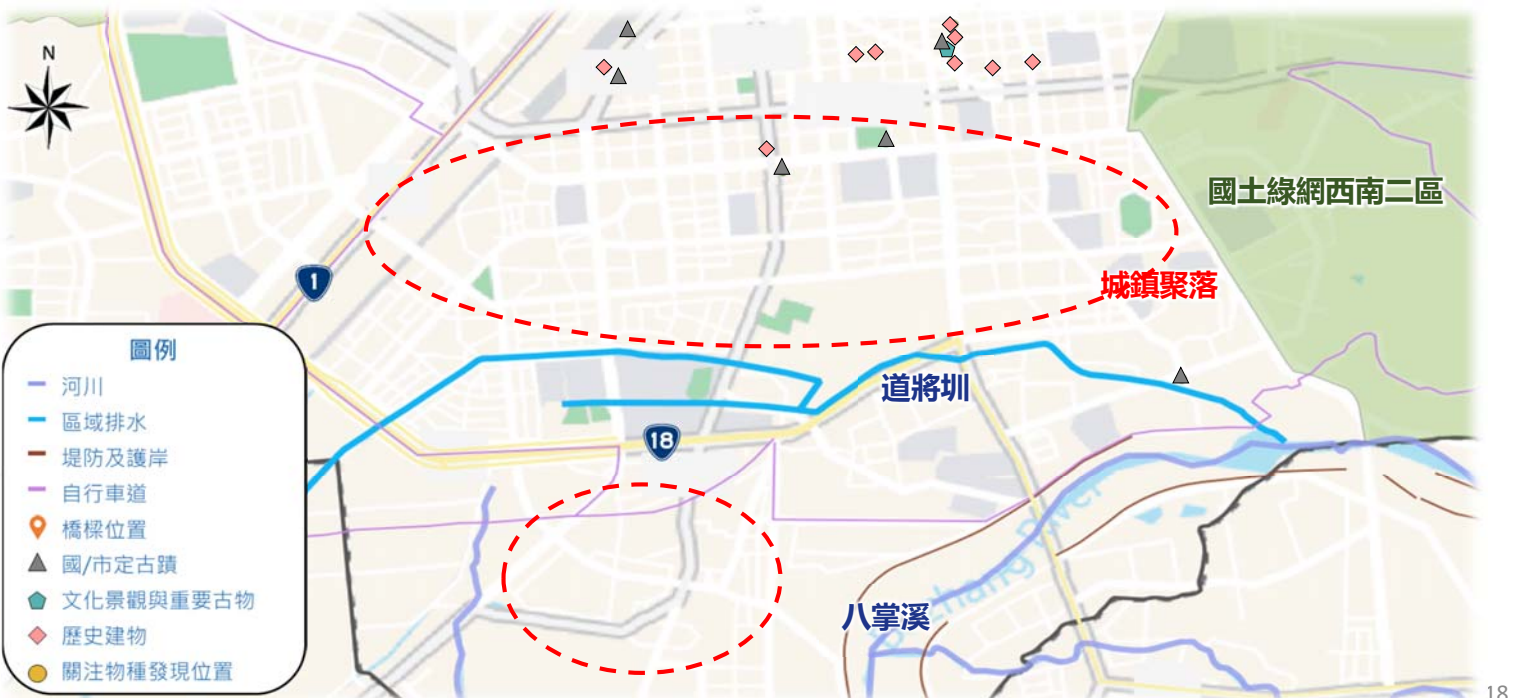 N
國土綠網西南二區
1
城鎮聚落
圖例
河川
區域排水
堤防及護岸
自行車道
橋樑位置
國/市定古蹟
文化景觀與重要古物
歷史建物
關注物種發現位置
道將圳
18
八掌溪
Bazhang River
18